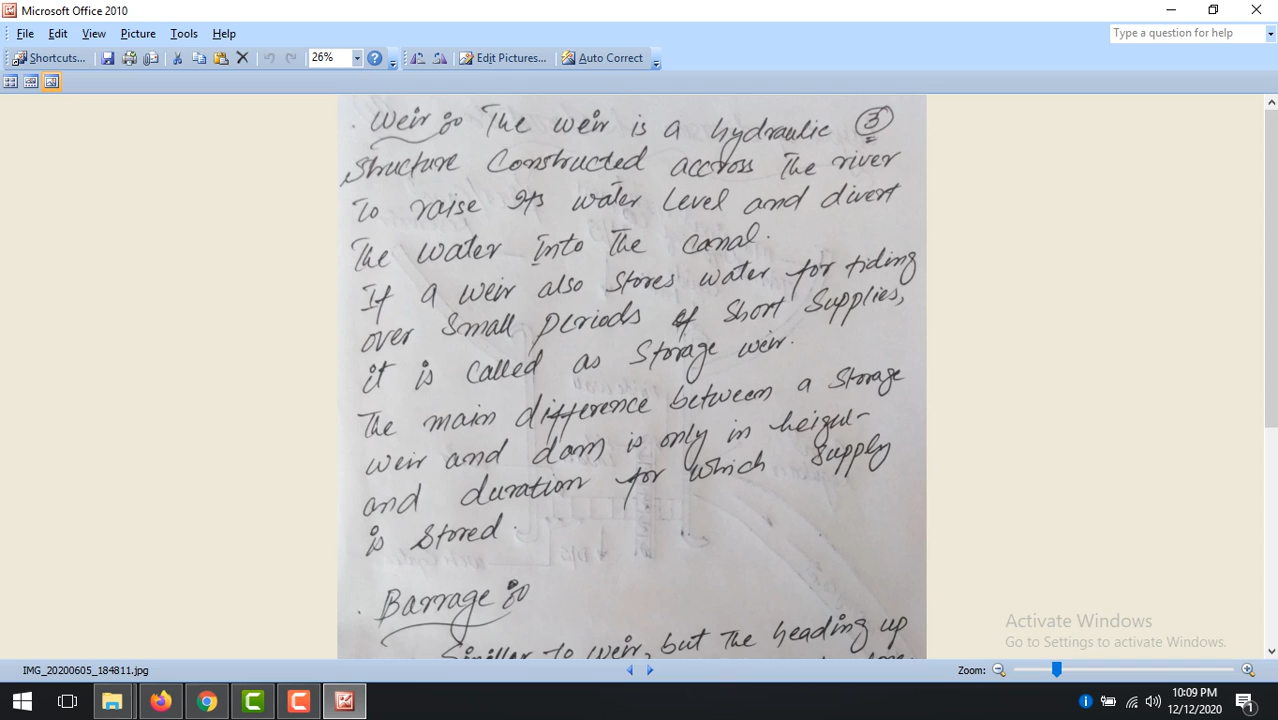 Microsoft Office 2010
File Edit View Picture Tools Help
Type a question for help
Shortcuts...
26%
Edit Pictures...
Auto Correct
Weir :- The weir is a hydraulic 3
Structure Constructed accross The river
To raise Its water Level and divert
The water Into The canal.
If a weir also Stores water for tiding
over Small periods of Short Supplies,
it is called as Storage weir.
The main difference between a Storage
weir and dam is only in height
and duration for which supply
is Stored.
Barrage :-
Similar To weir, but The heading up
Activate Windows
Go to Settings to activate Windows.
IMG_20200605_184811.jpg
Zoom:
10:09 PM
12/12/2020
1